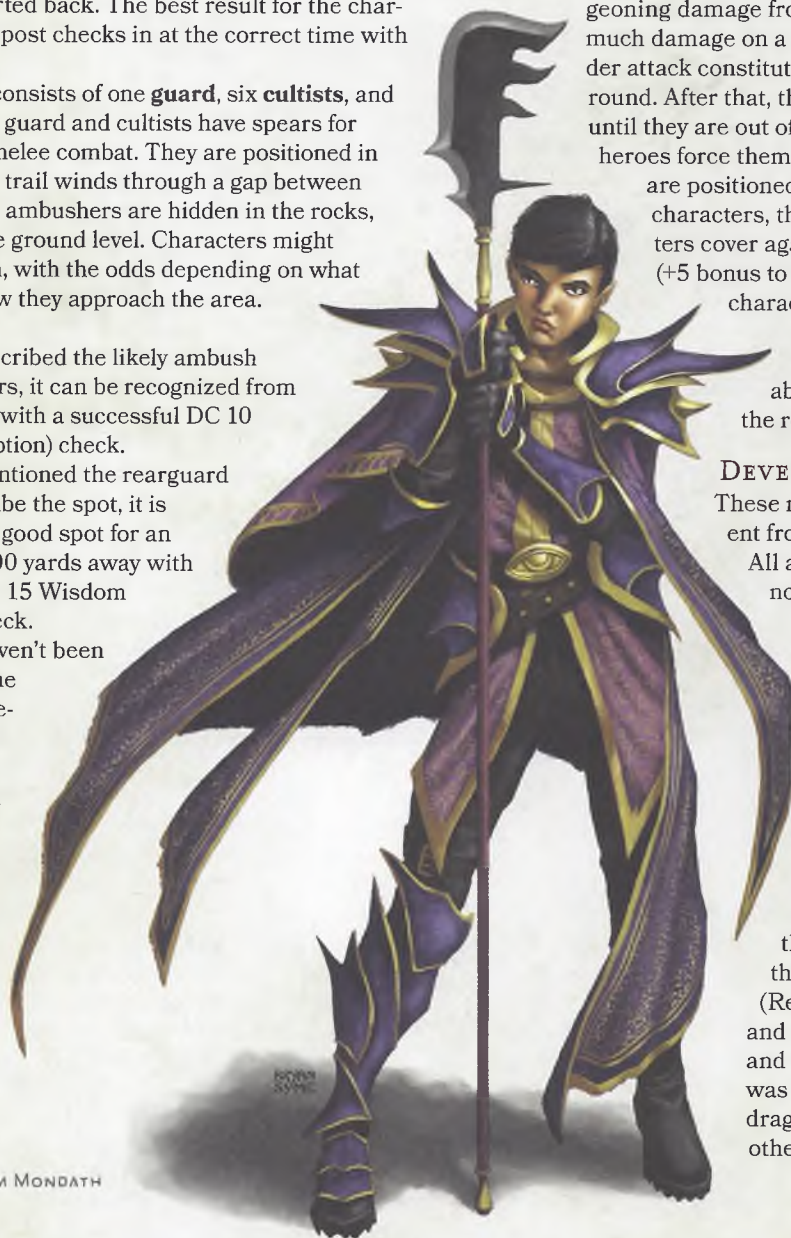 rted back. The best result for the char-
post checks in at the correct time with
consists of one guard, six cultists, and
guard and cultists have spears for
nelee combat. They are positioned in
trail winds through a gap between
ambushers are hidden in the rocks,
e ground level. Characters might
, with the odds depending on what
w they approach the area.
cribed the likely ambush
rs, it can be recognized from
with a successful DC 10
ption) check.
ntioned the rearguard
be the spot, it is
good spot for an
00 yards away with
15 Wisdom
eck.
ven't been
ne
e-
M MONDATH
BRYAN
SYME
geoning damage fro
much damage on a
der attack constitut
round. After that, th
until they are out of
heroes force them
are positioned
characters, th
ters cover aga
(+5 bonus to
charac
ab
the r
DEVE
These r
ent fro
All a
no
th
th
(Re
and
and
was
drag
othe